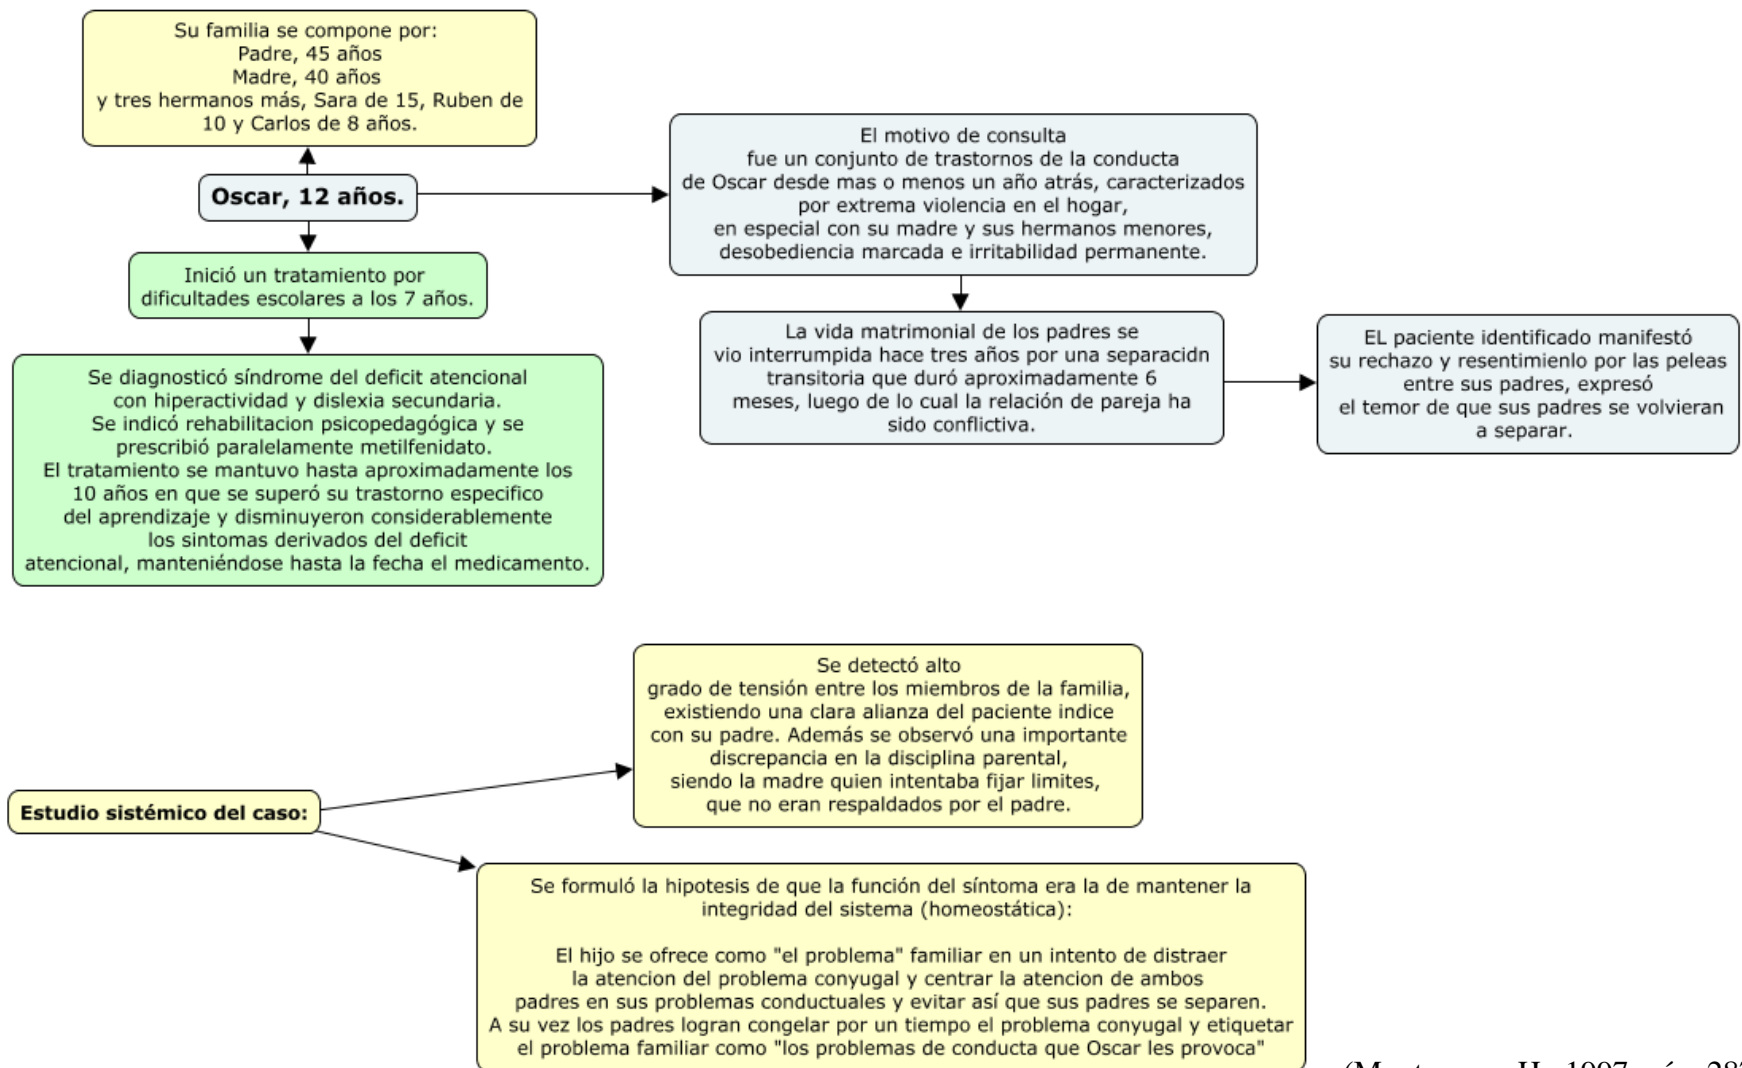 Su familia se compone por:
Padre, 45 años
Madre, 40 años
y tres hermanos más, Sara de 15, Ruben de
10 y Carlos de 8 años.
Oscar, 12 años.
Inició un tratamiento por
dificultades escolares a los 7 años.
Se diagnosticó síndrome del deficit atencional
con hiperactividad y dislexia secundaria.
Se indicó rehabilitacion psicopedagógica y se
prescribió paralelamente metilfenidato.
El tratamiento se mantuvo hasta aproximadamente los
10 años en que se superó su trastorno especifico
del aprendizaje y disminuyeron considerablemente
los sintomas derivados del deficit
atencional, manteniéndose hasta la fecha el medicamento.
El motivo de consulta
fue un conjunto de trastornos de la conducta
de Oscar desde mas o menos un año atrás, caracterizados
por extrema violencia en el hogar,
en especial con su madre y sus hermanos menores,
desobediencia marcada e irritabilidad permanente.
La vida matrimonial de los padres se
vio interrumpida hace tres años por una separacidn
transitoria que duró aproximadamente 6
meses, luego de lo cual la relación de pareja ha
sido conflictiva.
EL paciente identificado manifestó
su rechazo y resentimienlo por las peleas
entre sus padres, expresó
el temor de que sus padres se volvieran
a separar.
Estudio sistémico del caso:
Se detectó alto
grado de tensión entre los miembros de la familia,
existiendo una clara alianza del paciente indice
con su padre. Además se observó una importante
discrepancia en la disciplina parental,
siendo la madre quien intentaba fijar limites,
que no eran respaldados por el padre.
Se formuló la hipotesis de que la función del síntoma era la de mantener la
integridad del sistema (homeostática):
El hijo se ofrece como "el problema" familiar en un intento de distraer
la atencion del problema conyugal y centrar la atencion de ambos
padres en sus problemas conductuales y evitar así que sus padres se separen.
A su vez los padres logran congelar por un tiempo el problema conyugal y etiquetar
el problema familiar como "los problemas de conducta que Oscar les provoca"